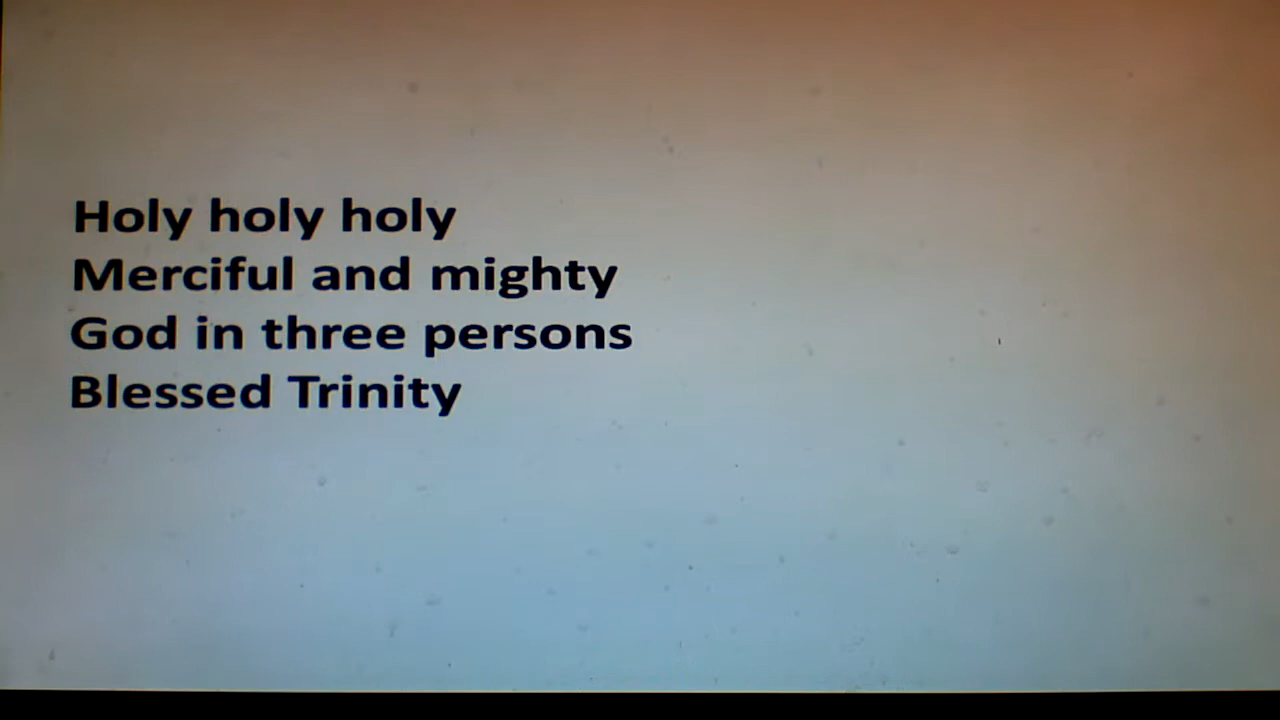 Holy holy holy
Merciful and mighty
God in three persons
Blessed Trinity